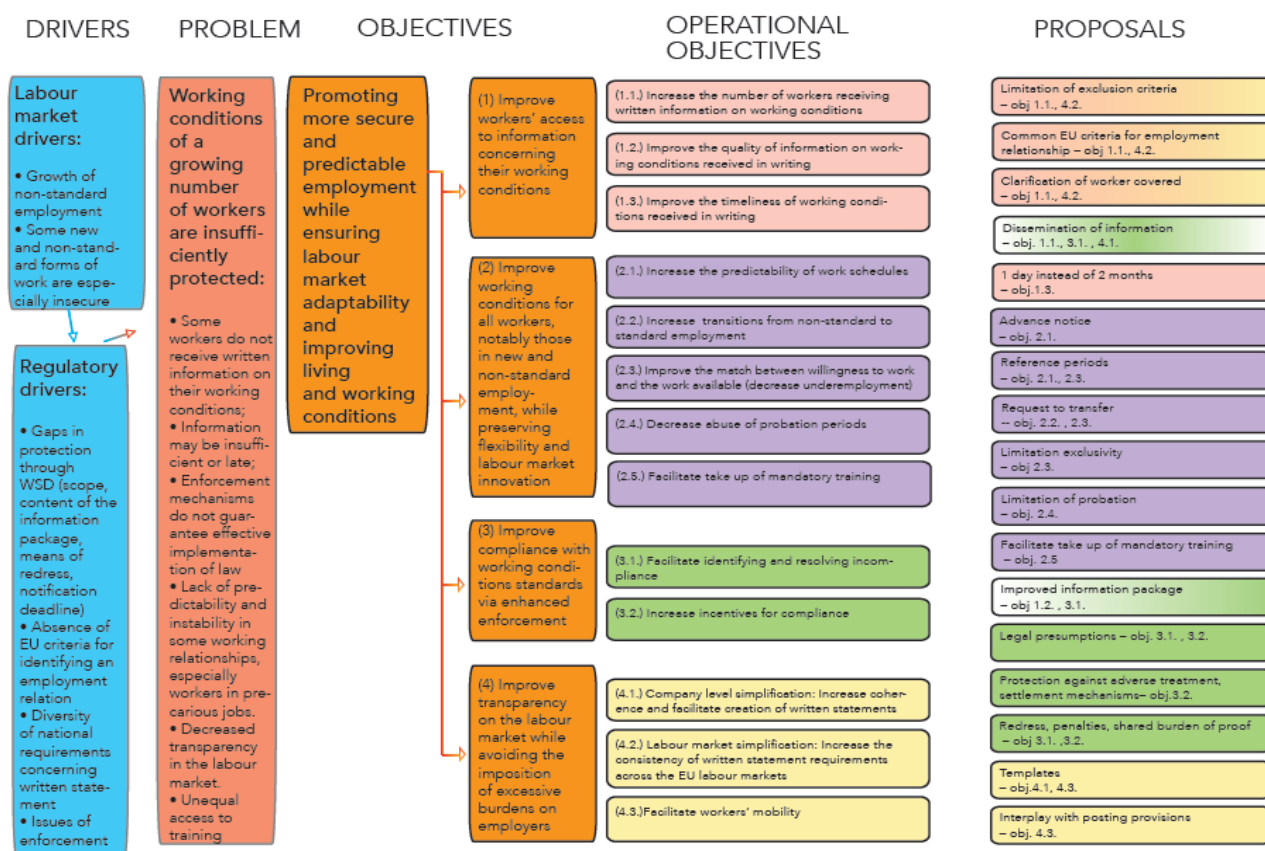 DRIVERS
PROBLEM
OBJECTIVES
OPERATIONAL
OBJECTIVES
PROPOSALS
Labour
market
drivers:
• Growth of
non-standard
employment
• Some new
and non-stand-
ard forms of
work are espe-
cially insecure
Regulatory
drivers:
• Gaps in
protection
through
WSD (scope,
content of the
information
package,
means of
redress,
notification
deadline)
• Absence of
EU criteria for
identifying an
employment
relation
• Diversity
of national
requirements
concerning
written state-
ment
• Issues of
enforcement
Working
conditions
of a
growing
number
of workers
are insuffi-
ciently
protected:
• Some
workers do not
receive written
information on
their working
conditions;
• Information
may be insuffi-
cient or late;
• Enforcement
mechanisms
do not guar-
antee effective
implementa-
tion of law
• Lack of pre-
dictability and
instability in
some working
relationships,
especially
workers in pre-
carious jobs.
• Decreased
transparency
in the labour
market.
• Unequal
access to
training
Promoting
more secure
and
predictable
employment
while
ensuring
labour
market
adaptability
and
improving
living
and working
conditions
(1) Improve
workers' access
to information
concerning
their working
conditions
(2) Improve
working
conditions for
all workers,
notably those
in new and
non-standard
employ-
ment, while
preserving
flexibility and
labour market
innovation
(3) Improve
compliance with
working condi-
tions standards
via enhanced
enforcement
(4) Improve
transparency
on the labour
market while
avoiding the
imposition
of excessive
burdens on
employers
(1.1.) Increase the number of workers receiving
written information on working conditions
(1.2.) Improve the quality of information on work-
ing conditions received in writing
(1.3.) Improve the timeliness of working condi-
tions received in writing
(2.1.) Increase the predictability of work schedules
(2.2.) Increase transitions from non-standard to
standard employment
(2.3.) Improve the match between willingness to work
and the work available (decrease underemployment)
(2.4.) Decrease abuse of probation periods
(2.5.) Facilitate take up of mandatory training
(3.1.) Facilitate identifying and resolving incom-
pliance
(3.2.) Increase incentives for compliance
(4.1.) Company level simplification: Increase coher-
ence and facilitate creation of written statements
(4.2.) Labour market simplification: Increase the
consistency of written statement requirements
across the EU labour markets
(4.3.)Facilitate workers' mobility
Limitation of exclusion criteria
– obj 1.1., 4.2.
Common EU criteria for employment
relationship – obj 1.1., 4.2.
Clarification of worker covered
– obj 1.1., 4.2.
Dissemination of information
– obj. 1.1., 3.1. , 4.1.
1 day instead of 2 months
– obj.1.3.
Advance notice
– obj. 2.1.
Reference periods
– obj. 2.1., 2.3.
Request to transfer
-- obj. 2.2. , 2.3.
Limitation exclusivity
– obj 2.3.
Limitation of probation
– obj. 2.4.
Facilitate take up of mandatory training
– obj. 2.5
Improved information package
– obj 1.2. , 3.1.
Legal presumptions – obj. 3.1. , 3.2.
Protection against adverse treatment,
settlement mechanisms– obj.3.2.
Redress, penalties, shared burden of proof
– obj 3.1. ,3.2.
Templates
– obj.4.1, 4.3.
Interplay with posting provisions
– obj. 4.3.